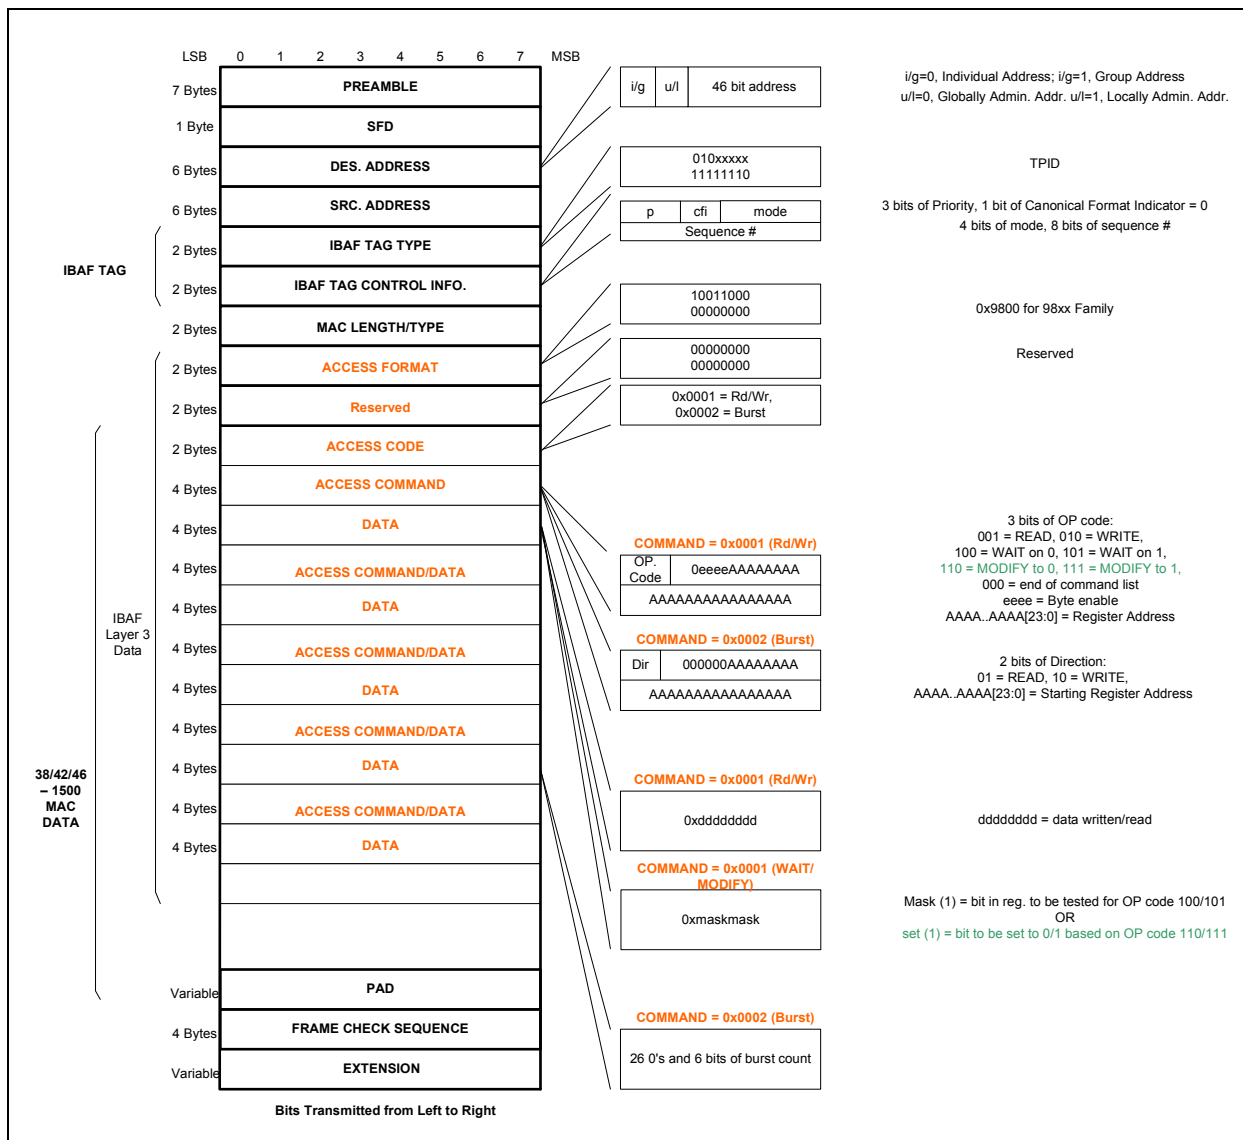 LSB 0 1 2 3 4 5 6 7 MSB
7 Bytes PREAMBLE
i/g u/l 46 bit address
i/g=0, Individual Address; i/g=1, Group Address
u/l=0, Globally Admin. Addr. u/l=1, Locally Admin. Addr.
1 Byte SFD
6 Bytes DES. ADDRESS
010xxxxx
11111110
TPID
6 Bytes SRC. ADDRESS
p cfi mode
Sequence #
3 bits of Priority, 1 bit of Canonical Format Indicator = 0
4 bits of mode, 8 bits of sequence #
IBAF TAG
2 Bytes IBAF TAG TYPE
2 Bytes IBAF TAG CONTROL INFO.
10011000
00000000
0x9800 for 98xx Family
2 Bytes MAC LENGTH/TYPE
2 Bytes ACCESS FORMAT
00000000
00000000
Reserved
2 Bytes Reserved
0x0001 = Rd/Wr,
0x0002 = Burst
2 Bytes ACCESS CODE
4 Bytes ACCESS COMMAND
4 Bytes DATA
COMMAND = 0x0001 (Rd/Wr)
OP.
Code
0eeeeAAAAAAAA
AAAAAAAAAAAAAAAA
3 bits of OP code:
001 = READ, 010 = WRITE,
100 = WAIT on 0, 101 = WAIT on 1,
110 = MODIFY to 0, 111 = MODIFY to 1,
000 = end of command list
eeee = Byte enable
AAAA..AAAA[23:0] = Register Address
4 Bytes ACCESS COMMAND/DATA
4 Bytes DATA
IBAF
Layer 3
Data
4 Bytes ACCESS COMMAND/DATA
COMMAND = 0x0002 (Burst)
Dir 000000AAAAAAAA
AAAAAAAAAAAAAAAA
2 bits of Direction:
01 = READ, 10 = WRITE,
AAAA..AAAA[23:0] = Starting Register Address
4 Bytes DATA
4 Bytes ACCESS COMMAND/DATA
4 Bytes DATA
38/42/46
– 1500
MAC
DATA
COMMAND = 0x0001 (Rd/Wr)
0xdddddddd
dddddddd = data written/read
4 Bytes ACCESS COMMAND/DATA
4 Bytes DATA
COMMAND = 0x0001 (WAIT/
MODIFY)
0xmaskmask
Mask (1) = bit in reg. to be tested for OP code 100/101
OR
set (1) = bit to be set to 0/1 based on OP code 110/111
Variable PAD
COMMAND = 0x0002 (Burst)
26 0's and 6 bits of burst count
4 Bytes FRAME CHECK SEQUENCE
Variable EXTENSION
Bits Transmitted from Left to Right